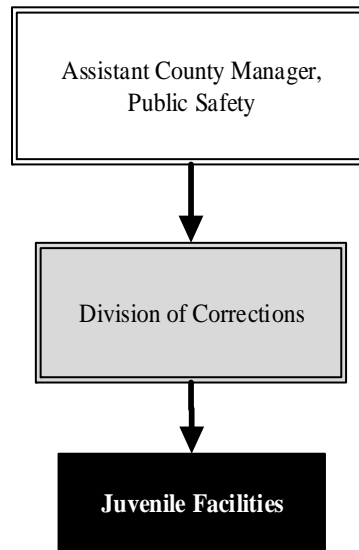 Assistant County Manager,
Public Safety
Division of Corrections
Juvenile Facilities